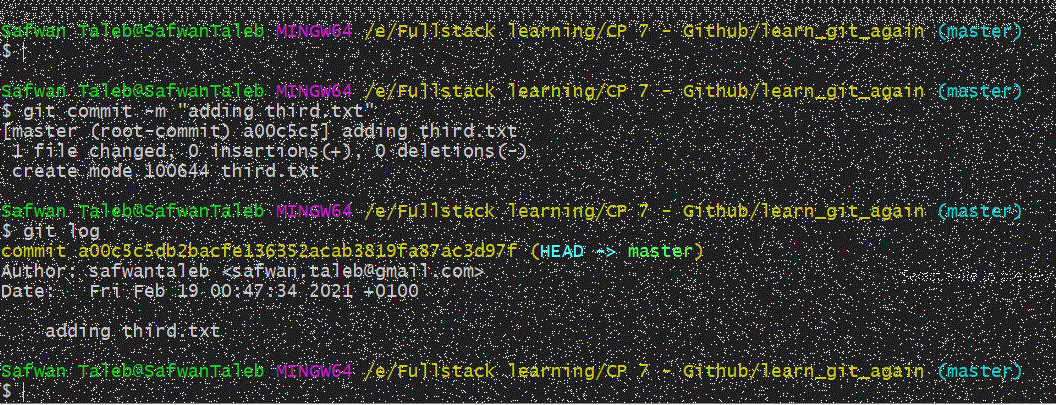 Safwan Taleb@SafwanTaleb MINGW64 /e/Fullstack learning/CP 7 - Github/learn_git_again (master)
$
Safwan Taleb@SafwanTaleb MINGW64 /e/Fullstack learning/CP 7 - Github/learn_git_again (master)
$ git commit -m "adding third.txt"
[master (root-commit) a00c5c5] adding third.txt
 1 file changed, 0 insertions(+), 0 deletions(-)
 create mode 100644 third.txt
Safwan Taleb@SafwanTaleb MINGW64 /e/Fullstack learning/CP 7 - Github/learn_git_again (master)
$ git log
commit a00c5c5db2bacfe136352acab3819fa87ac3d97f (HEAD -> master)
Author: safwantaleb <safwan.taleb@gmail.com>
Date:   Fri Feb 19 00:47:34 2021 +0100
    adding third.txt
Safwan Taleb@SafwanTaleb MINGW64 /e/Fullstack learning/CP 7 - Github/learn_git_again (master)
$